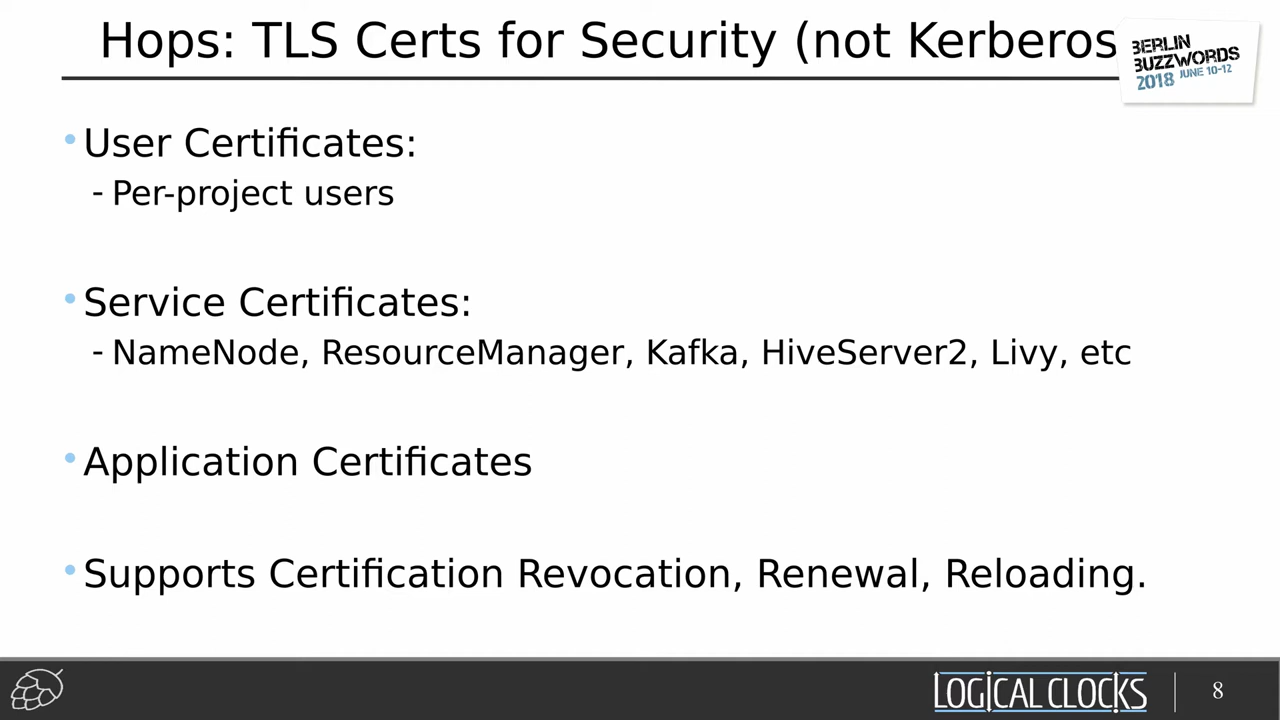 Hops: TLS Certs for Security (not Kerberos
BERLIN
BUZZWORDS
2018 JUNE 10-12
• User Certificates:
- Per-project users
• Service Certificates:
- NameNode, ResourceManager, Kafka, HiveServer2, Livy, etc
• Application Certificates
• Supports Certification Revocation, Renewal, Reloading.
LOGICAL CLOCKS
8